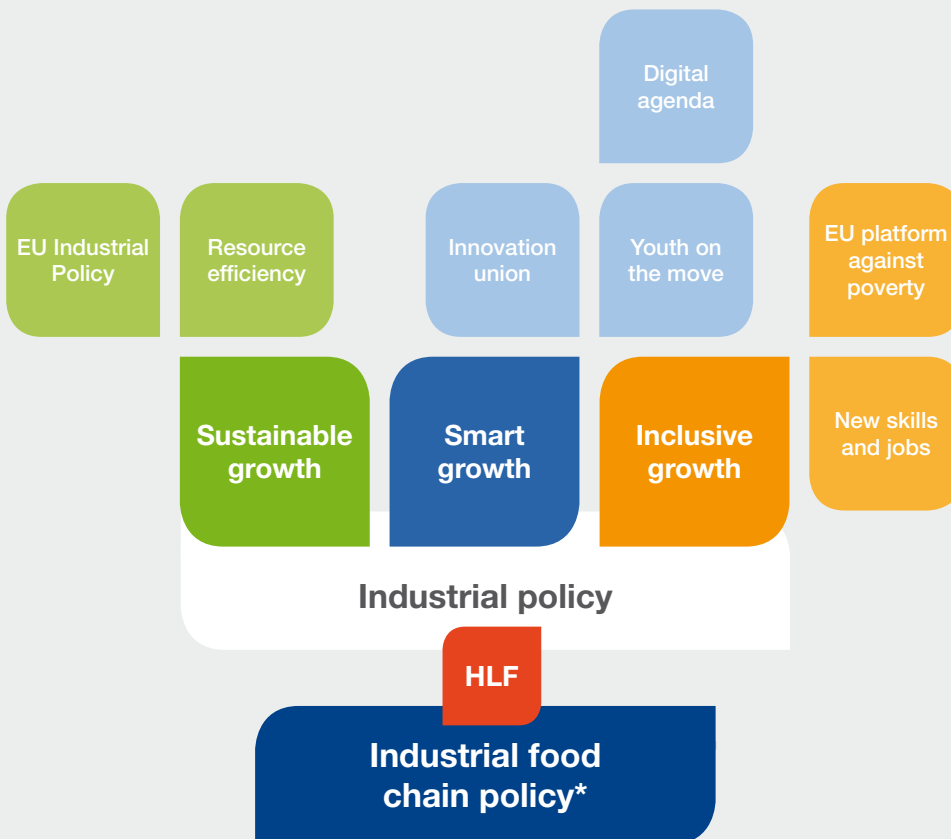 Digital
agenda
EU Industrial
Policy
Resource
efficiency
Innovation
union
Youth on
the move
EU platform
against
poverty
Sustainable
growth
Smart
growth
Inclusive
growth
New skills
and jobs
Industrial policy
HLF
Industrial food
chain policy*